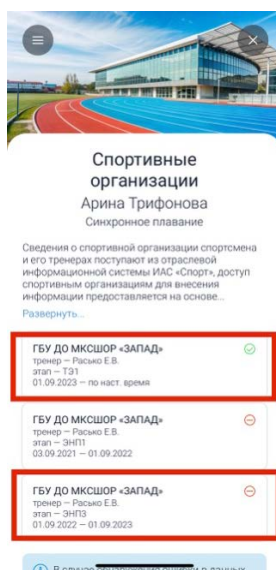 Спортивные
организации
Арина Трифонова
Синхронное плавание
Сведения о спортивной организации спортсмена
и его тренерах поступают из отраслевой
информационной системы ИАС «Спорт», доступ
спортивным организациям для внесения
информации предоставляется на основе...
Развернуть...
ГБУ ДО МКСШОР «ЗАПАД»
тренер — Расько Е.В.
этап — ТЭ1
01.09.2023 — по наст. время
ГБУ ДО МКСШОР «ЗАПАД»
тренер — Расько Е.В.
этап — ЭНП1
03.09.2021 — 01.09.2022
ГБУ ДО МКСШОР «ЗАПАД»
тренер — Расько Е.В.
этап — ЭНП3
01.09.2022 — 01.09.2023
В случае обнаружения ошибки в данных